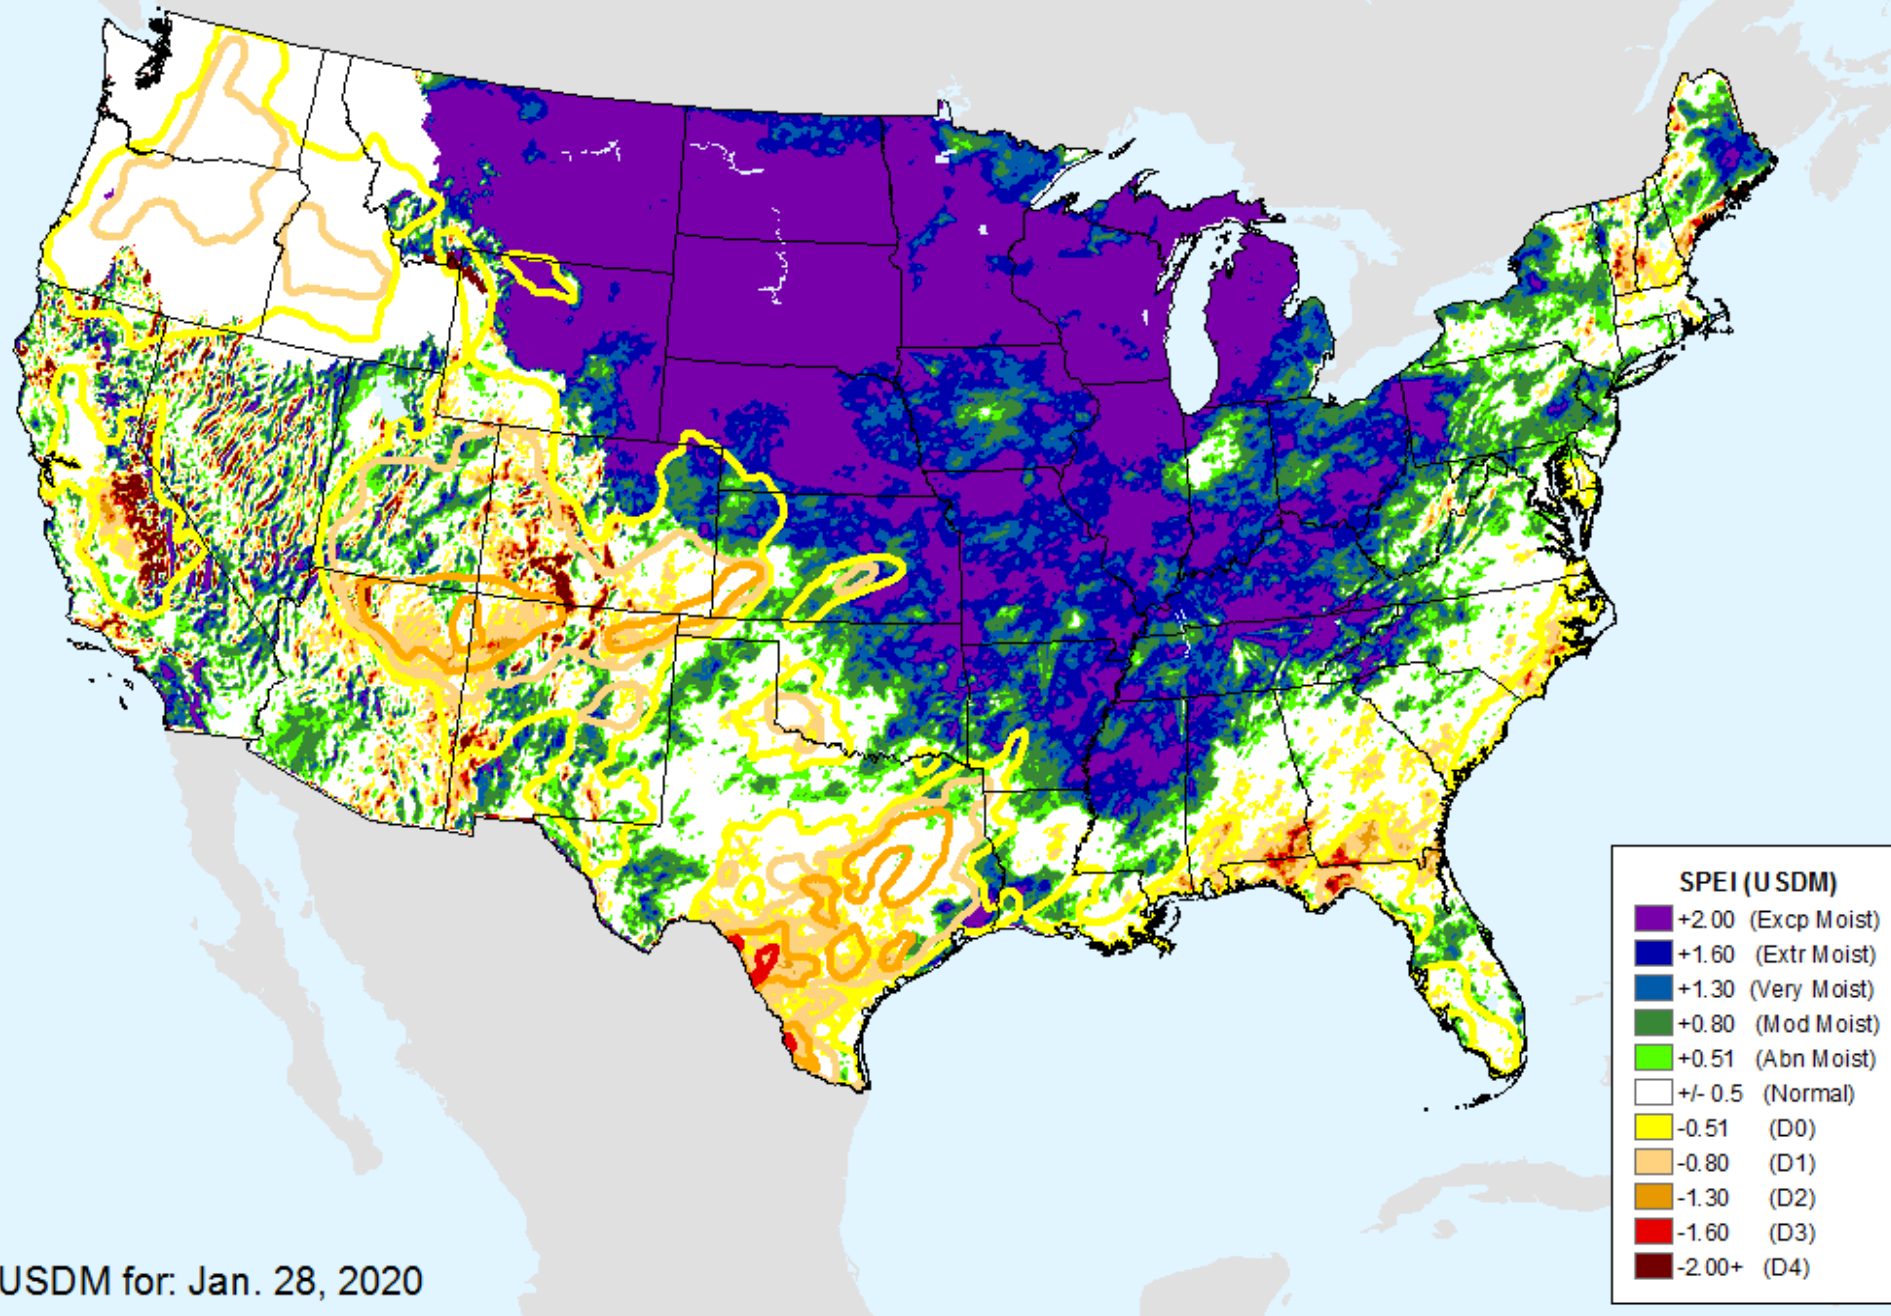 SPEI (USDM)
+2.00 (Excp Moist)
+1.60 (Extr Moist)
+1.30 (Very Moist)
+0.80 (Mod Moist)
+0.51 (Abn Moist)
+/- 0.5 (Normal)
-0.51 (D0)
-0.80 (D1)
-1.30 (D2)
-1.60 (D3)
-2.00+ (D4)
USDM for: Jan. 28, 2020